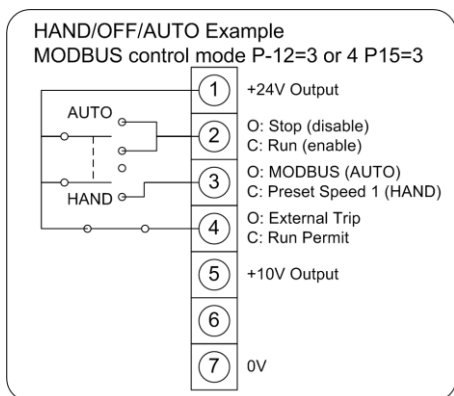 HAND/OFF/AUTO Example
MODBUS control mode P-12=3 or 4 P15=3
1 +24V Output
AUTO
2 O: Stop (disable)
C: Run (enable)
3 O: MODBUS (AUTO)
C: Preset Speed 1 (HAND)
HAND
4 O: External Trip
C: Run Permit
5 +10V Output
6
7 0V